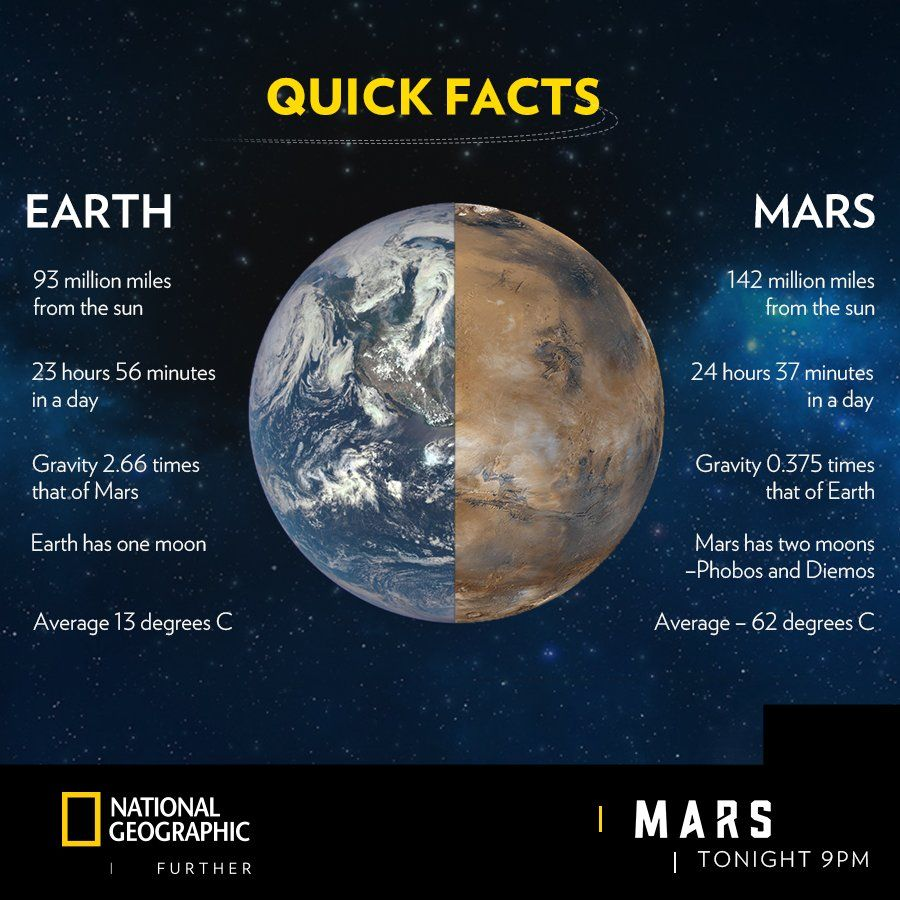 QUICK FACTS
EARTH
93 million miles
from the sun
23 hours 56 minutes
in a day
Gravity 2.66 times
that of Mars
Earth has one moon
Average 13 degrees C
MARS
142 million miles
from the sun
24 hours 37 minutes
in a day
Gravity 0.375 times
that of Earth
Mars has two moons
–Phobos and Diemos
Average – 62 degrees C
NATIONAL
GEOGRAPHIC
FURTHER
MARS
TONIGHT 9PM